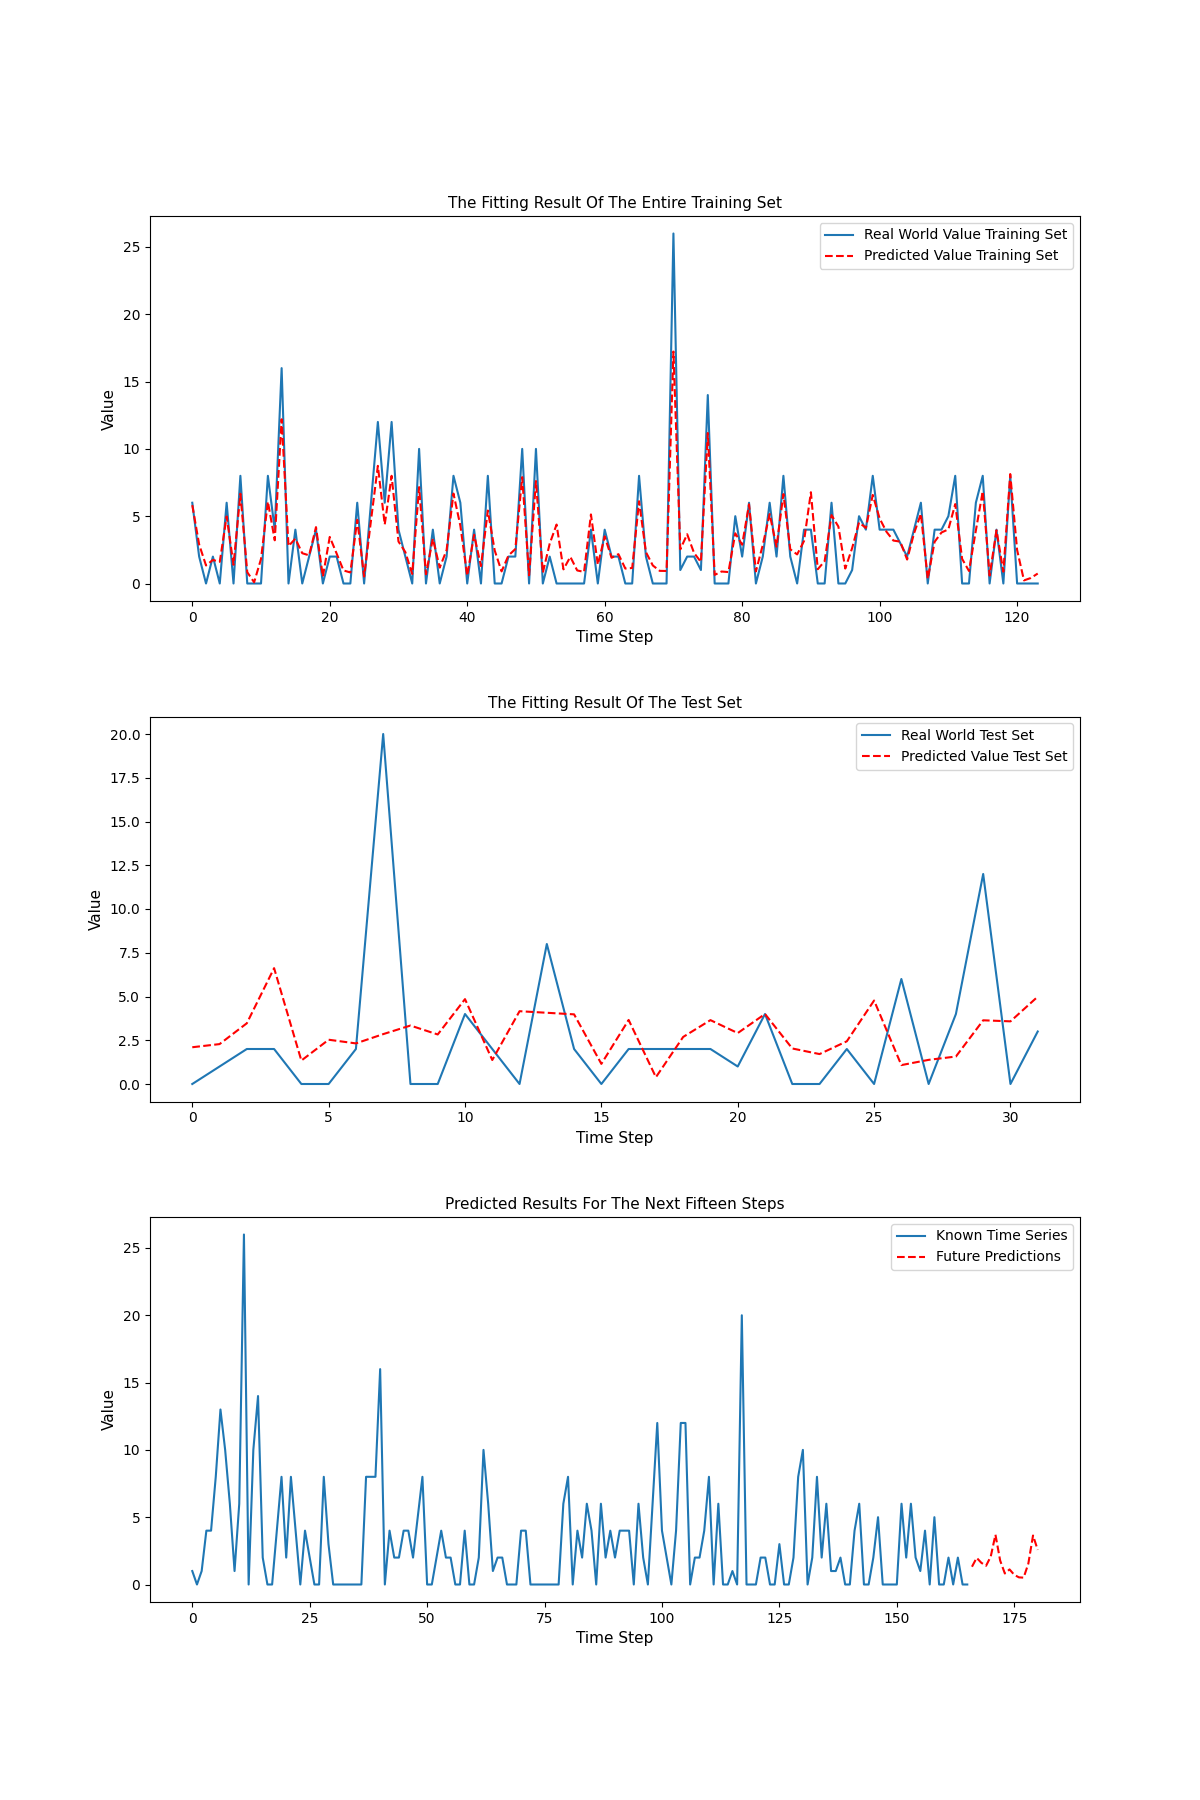 The Fitting Result Of The Entire Training Set
Real World Value Training Set
Predicted Value Training Set
Value
25
20
15
10
5
0
0 20 40 60 80 100 120
Time Step
The Fitting Result Of The Test Set
Real World Test Set
Predicted Value Test Set
Value
20.0
17.5
15.0
12.5
10.0
7.5
5.0
2.5
0.0
0 5 10 15 20 25 30
Time Step
Predicted Results For The Next Fifteen Steps
Known Time Series
Future Predictions
Value
25
20
15
10
5
0
0 25 50 75 100 125 150 175
Time Step